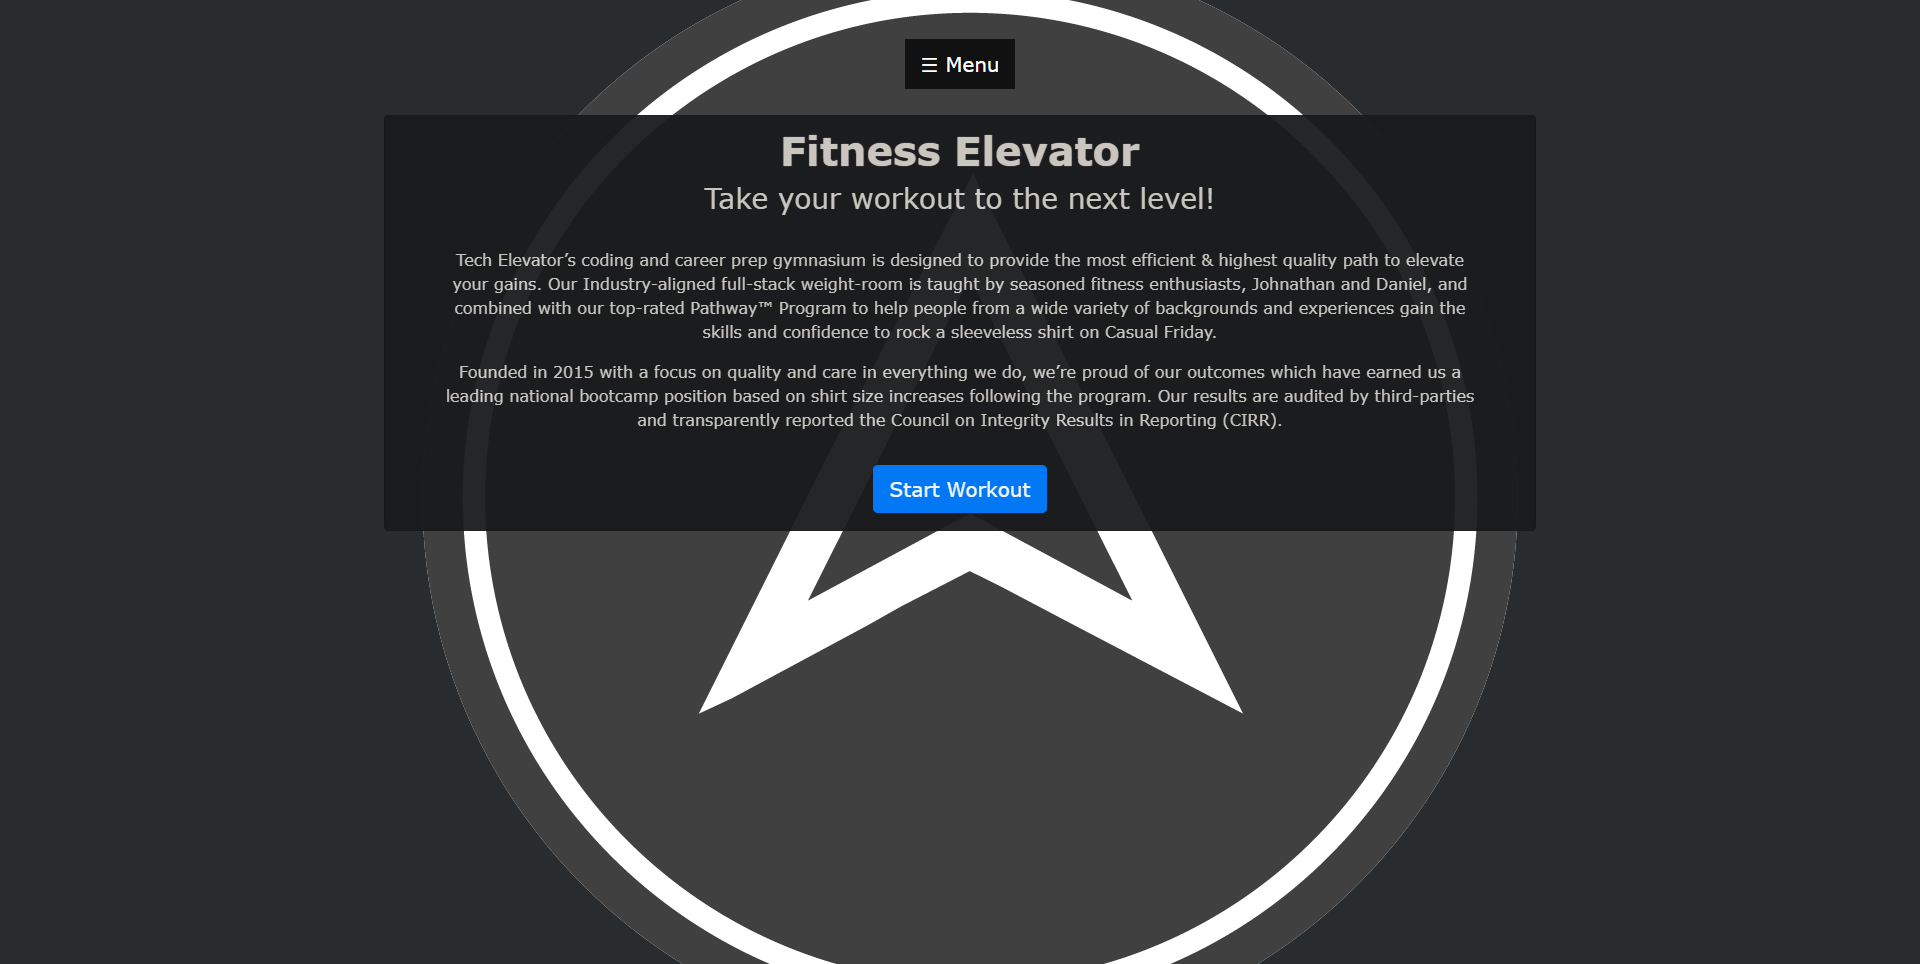 ☰ Menu
Fitness Elevator
Take your workout to the next level!
Tech Elevator’s coding and career prep gymnasium is designed to provide the most efficient & highest quality path to elevate
your gains. Our Industry-aligned full-stack weight-room is taught by seasoned fitness enthusiasts, Johnathan and Daniel, and
combined with our top-rated Pathway™ Program to help people from a wide variety of backgrounds and experiences gain the
skills and confidence to rock a sleeveless shirt on Casual Friday.
Founded in 2015 with a focus on quality and care in everything we do, we’re proud of our outcomes which have earned us a
leading national bootcamp position based on shirt size increases following the program. Our results are audited by third-parties
and transparently reported the Council on Integrity Results in Reporting (CIRR).
Start Workout